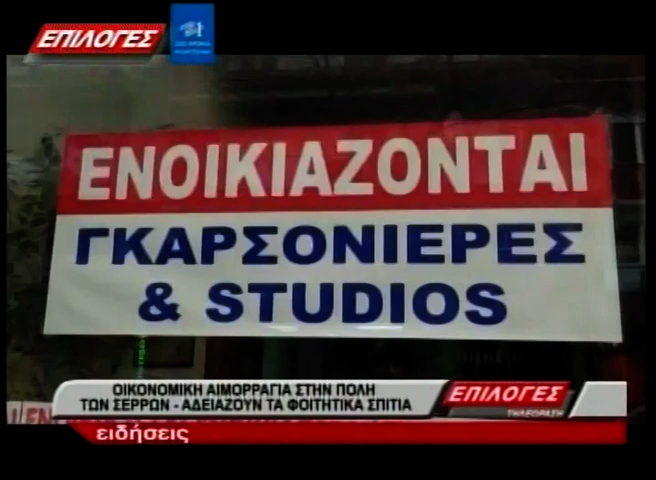 ΕΠΙΛΟΓΕΣ
ΕΝΟΙΚΙΑΖΟΝΤΑΙ
ΓΚΑΡΣΟΝΙΕΡΕΣ
& STUDIOS
ΟΙΚΟΝΟΜΙΚΗ ΑΙΜΟΡΡΑΓΙΑ ΣΤΗΝ ΠΟΛΗ
ΤΩΝ ΣΕΡΡΩΝ - ΑΔΕΙΑΖΟΥΝ ΤΑ ΦΟΙΤΗΤΙΚΑ ΣΠΙΤΙΑ
ΕΠΙΛΟΓΕΣ
ΤΗΛΕΟΡΑΣΗ
ειδήσεις